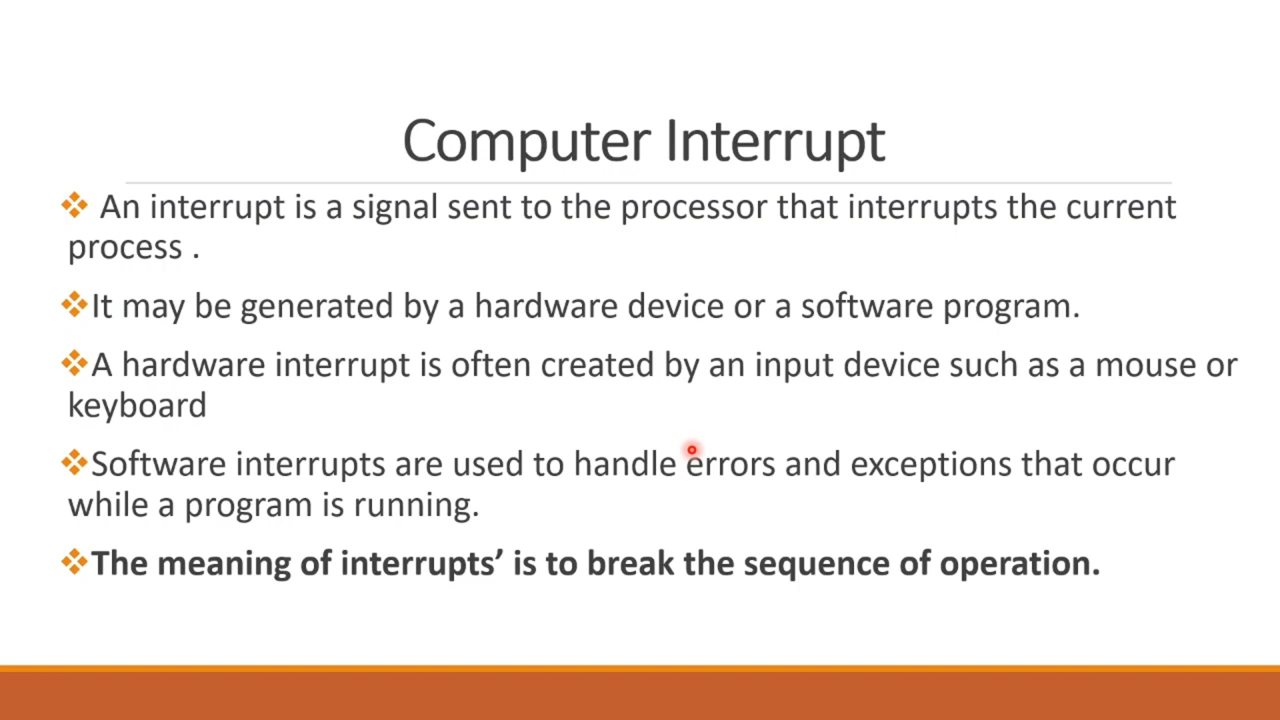 Computer Interrupt
❖ An interrupt is a signal sent to the processor that interrupts the current
process .
❖It may be generated by a hardware device or a software program.
❖A hardware interrupt is often created by an input device such as a mouse or
keyboard
❖Software interrupts are used to handle errors and exceptions that occur
while a program is running.
❖The meaning of interrupts’ is to break the sequence of operation.